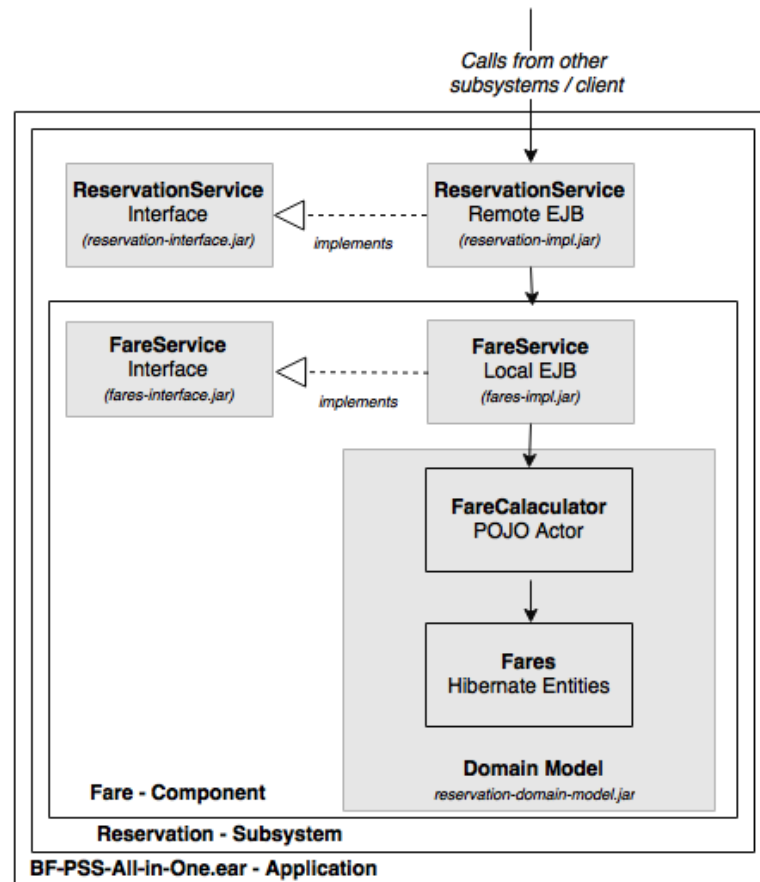 Calls from other
subsystems / client
ReservationService
Interface
(reservation-interface.jar)
implements
ReservationService
Remote EJB
(reservation-impl.jar)
FareService
Interface
(fares-interface.jar)
implements
FareService
Local EJB
(fares-impl.jar)
FareCalaculator
POJO Actor
Fares
Hibernate Entities
Domain Model
reservation-domain-model.jar
Fare - Component
Reservation - Subsystem
BF-PSS-All-in-One.ear - Application